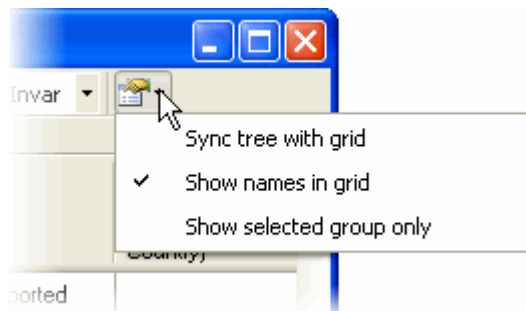 Invar
Sync tree with grid
Show names in grid
Show selected group only
Country)
ported